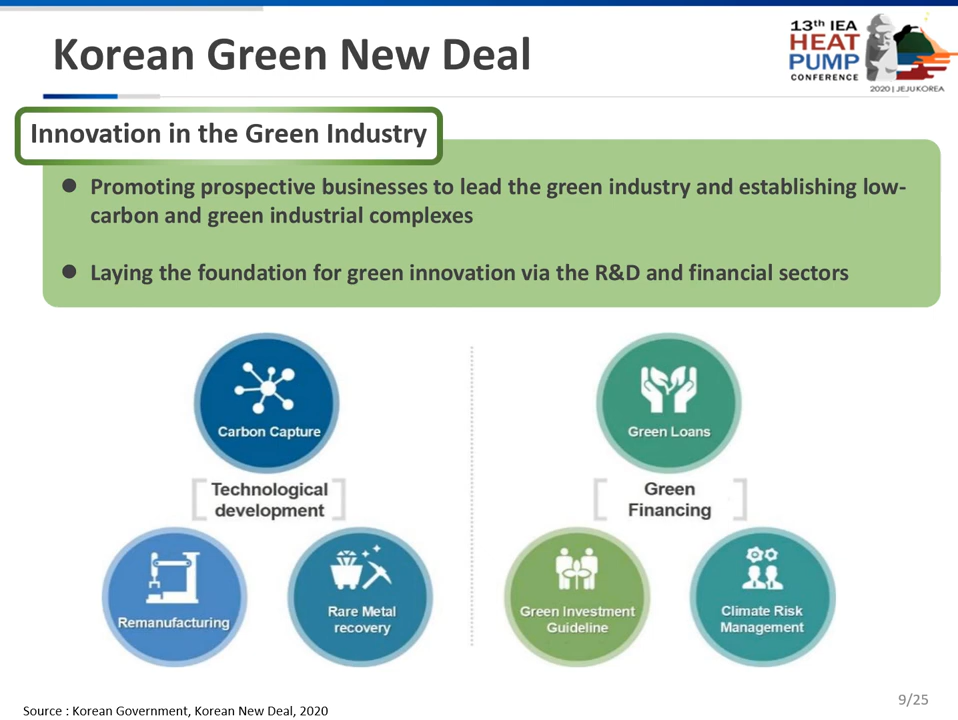 Korean Green New Deal
13th IEA
HEAT
PUMP
CONFERENCE
2020 | JEJU KOREA
Innovation in the Green Industry
● Promoting prospective businesses to lead the green industry and establishing low-
carbon and green industrial complexes
● Laying the foundation for green innovation via the R&D and financial sectors
Carbon Capture
Technological
development
Remanufacturing
Rare Metal
recovery
Green Loans
Green
Financing
Green Investment
Guideline
Climate Risk
Management
Source : Korean Government, Korean New Deal, 2020
9/25